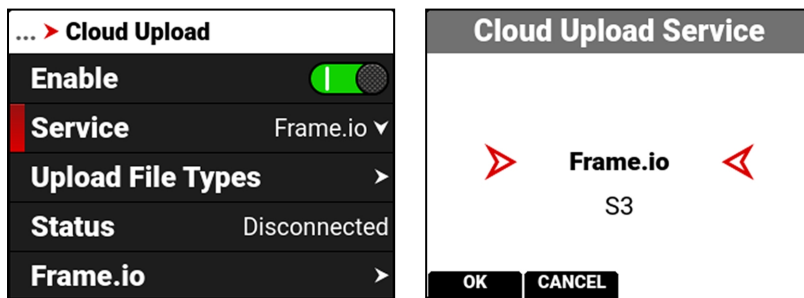 ... Cloud Upload
Enable
Service Frame.io
Upload File Types
Status Disconnected
Frame.io
Cloud Upload Service
Frame.io
S3
OK CANCEL